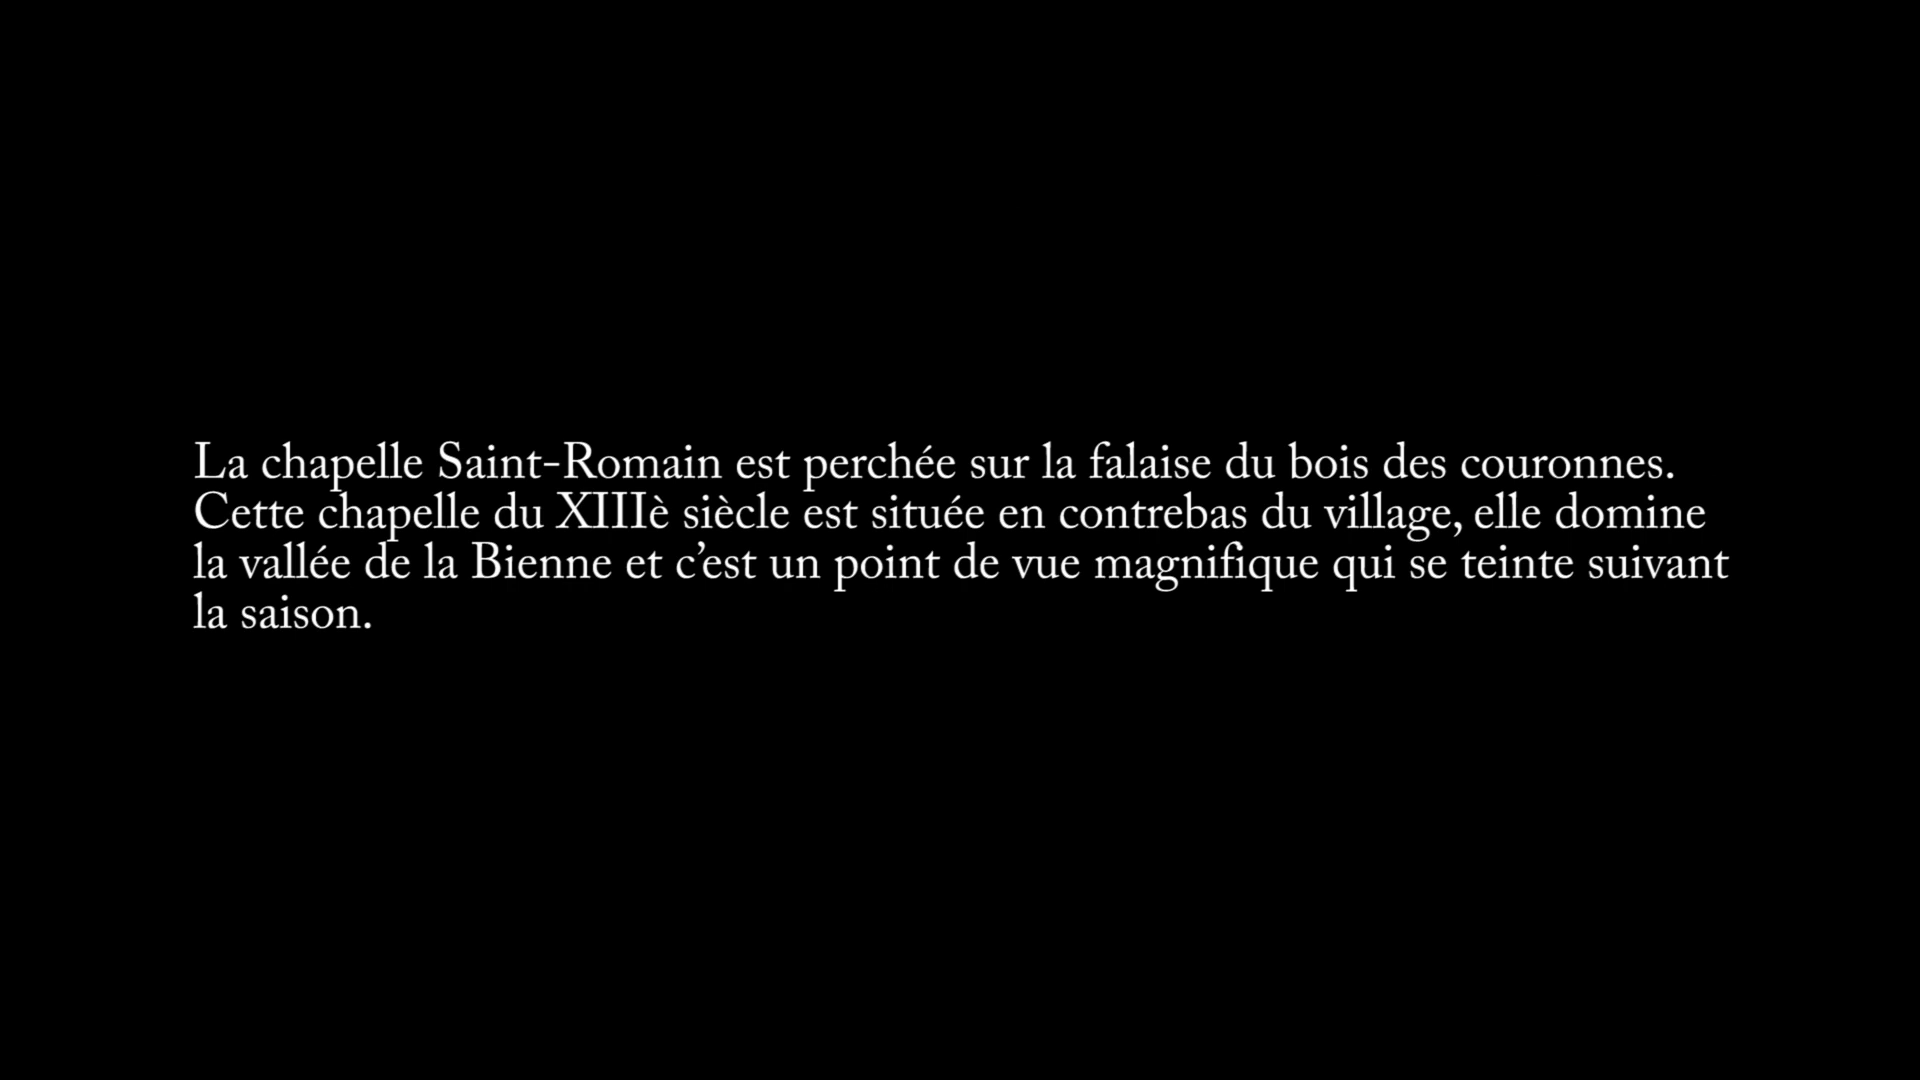 La chapelle Saint-Romain est perchée sur la falaise du bois des couronnes.
Cette chapelle du XIIIè siècle est située en contrebas du village, elle domine
la vallée de la Bienne et c’est un point de vue magnifique qui se teinte suivant
la saison.